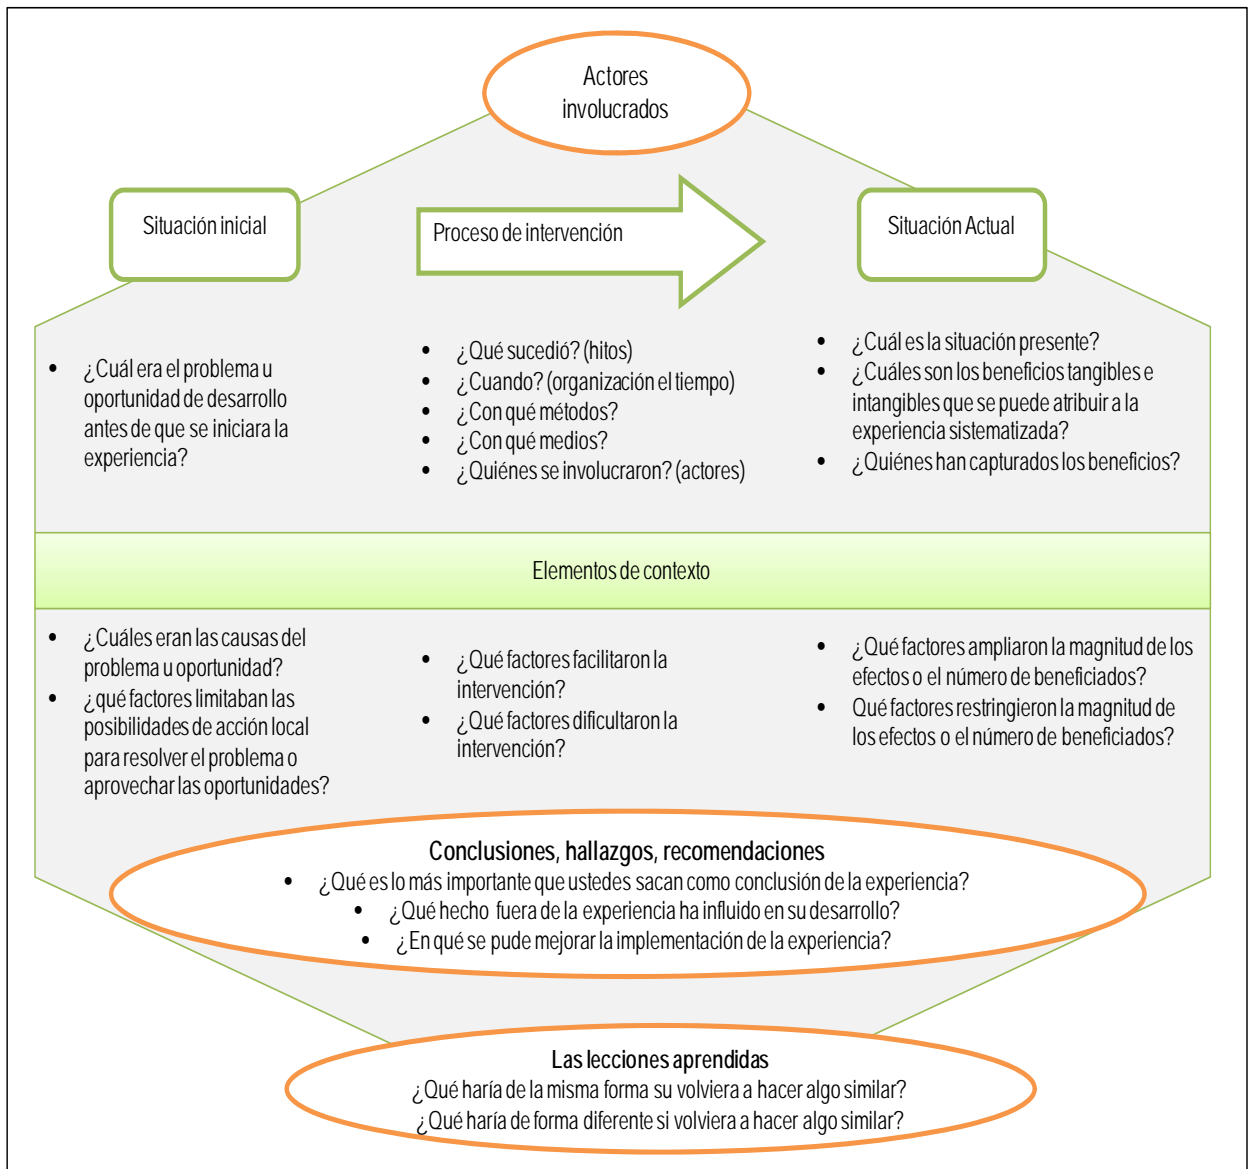 Actores
involucrados
Situación inicial
Proceso de intervención
Situación Actual
• ¿Cuál era el problema u
oportunidad de desarrollo
antes de que se iniciara la
experiencia?
• ¿Qué sucedió? (hitos)
• ¿Cuando? (organización el tiempo)
• ¿Con qué métodos?
• ¿Con qué medios?
• ¿Quiénes se involucraron? (actores)
• ¿Cuál es la situación presente?
• ¿Cuáles son los beneficios tangibles e
intangibles que se puede atribuir a la
experiencia sistematizada?
• ¿Quiénes han capturados los beneficios?
Elementos de contexto
• ¿Cuáles eran las causas del
problema u oportunidad?
• ¿qué factores limitaban las
posibilidades de acción local
para resolver el problema o
aprovechar las oportunidades?
• ¿Qué factores facilitaron la
intervención?
• ¿Qué factores dificultaron la
intervención?
• ¿Qué factores ampliaron la magnitud de los
efectos o el número de beneficiados?
• Qué factores restringieron la magnitud de
los efectos o el número de beneficiados?
Conclusiones, hallazgos, recomendaciones
• ¿Qué es lo más importante que ustedes sacan como conclusión de la experiencia?
• ¿Qué hecho fuera de la experiencia ha influido en su desarrollo?
• ¿En qué se pude mejorar la implementación de la experiencia?
Las lecciones aprendidas
¿Qué haría de la misma forma su volviera a hacer algo similar?
¿Qué haría de forma diferente si volviera a hacer algo similar?